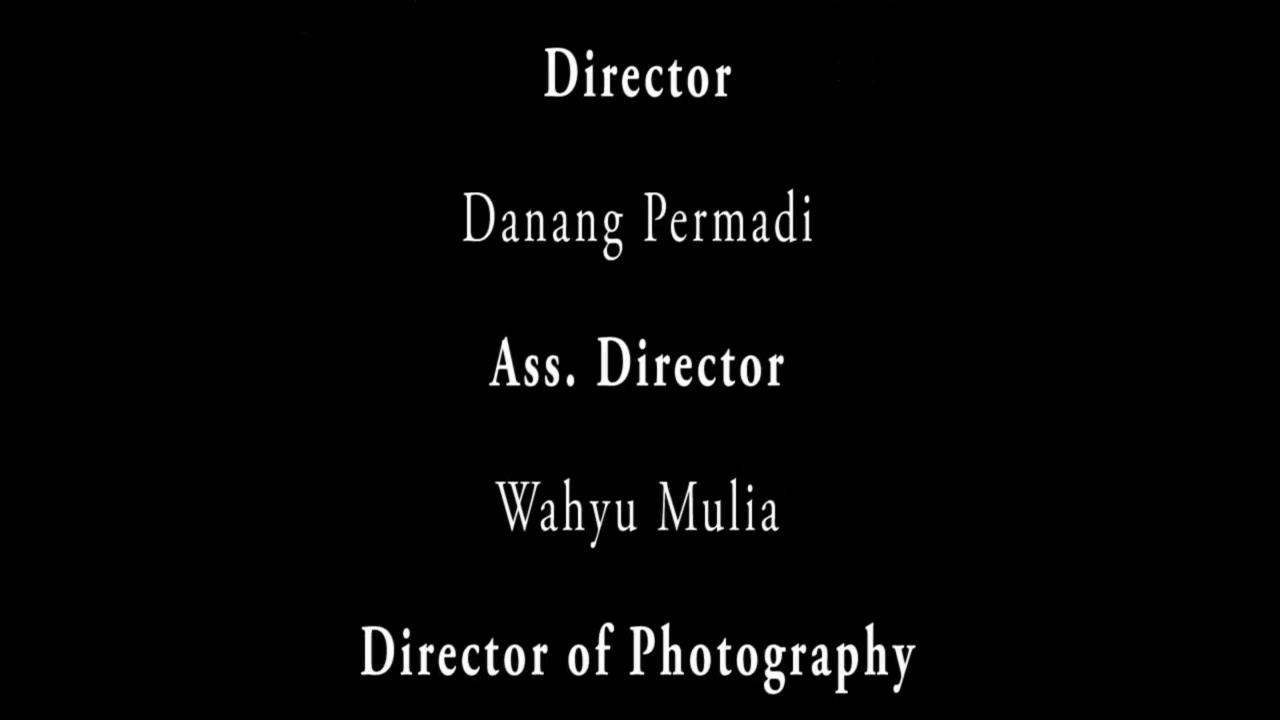 Director
Danang Permadi
Ass. Director
Wahyu Mulia
Director of Photography